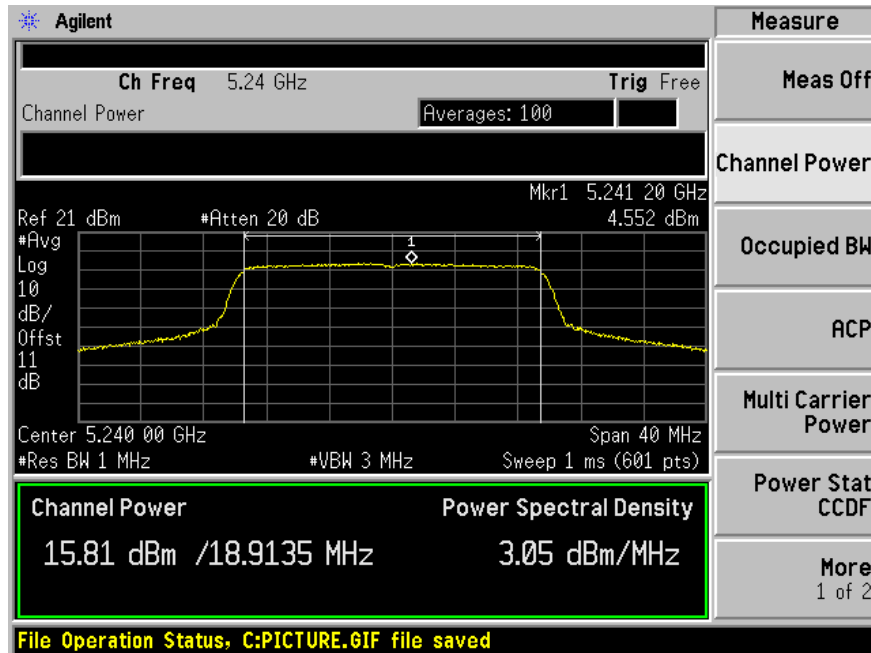 Agilent
Measure
Ch Freq 5.24 GHz Trig Free
Channel Power Averages: 100
Mkr1 5.241 20 GHz
Ref 21 dBm #Atten 20 dB 4.552 dBm
#Avg
Log
10
dB/
Offst
11
dB
1
Center 5.240 00 GHz Span 40 MHz
#Res BW 1 MHz #VBW 3 MHz Sweep 1 ms (601 pts)
Channel Power Power Spectral Density
15.81 dBm /18.9135 MHz 3.05 dBm/MHz
File Operation Status, C:PICTURE.GIF file saved
Meas Off
Channel Power
Occupied BW
ACP
Multi Carrier
Power
Power Stat
CCDF
More
1 of 2